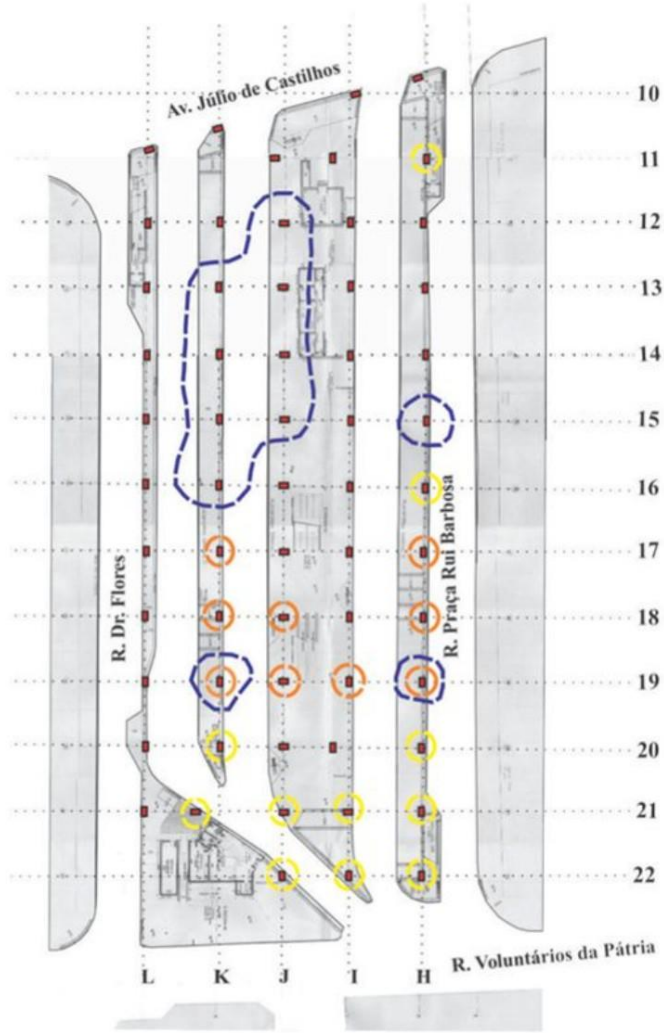 Av. Júlio de Castilhos
10
11
12
13
14
15
16
17
18
19
20
21
22
R. Dr. Flores
R. Praça Rui Barbosa
L
K
J
I
H
R. Voluntários da Pátria